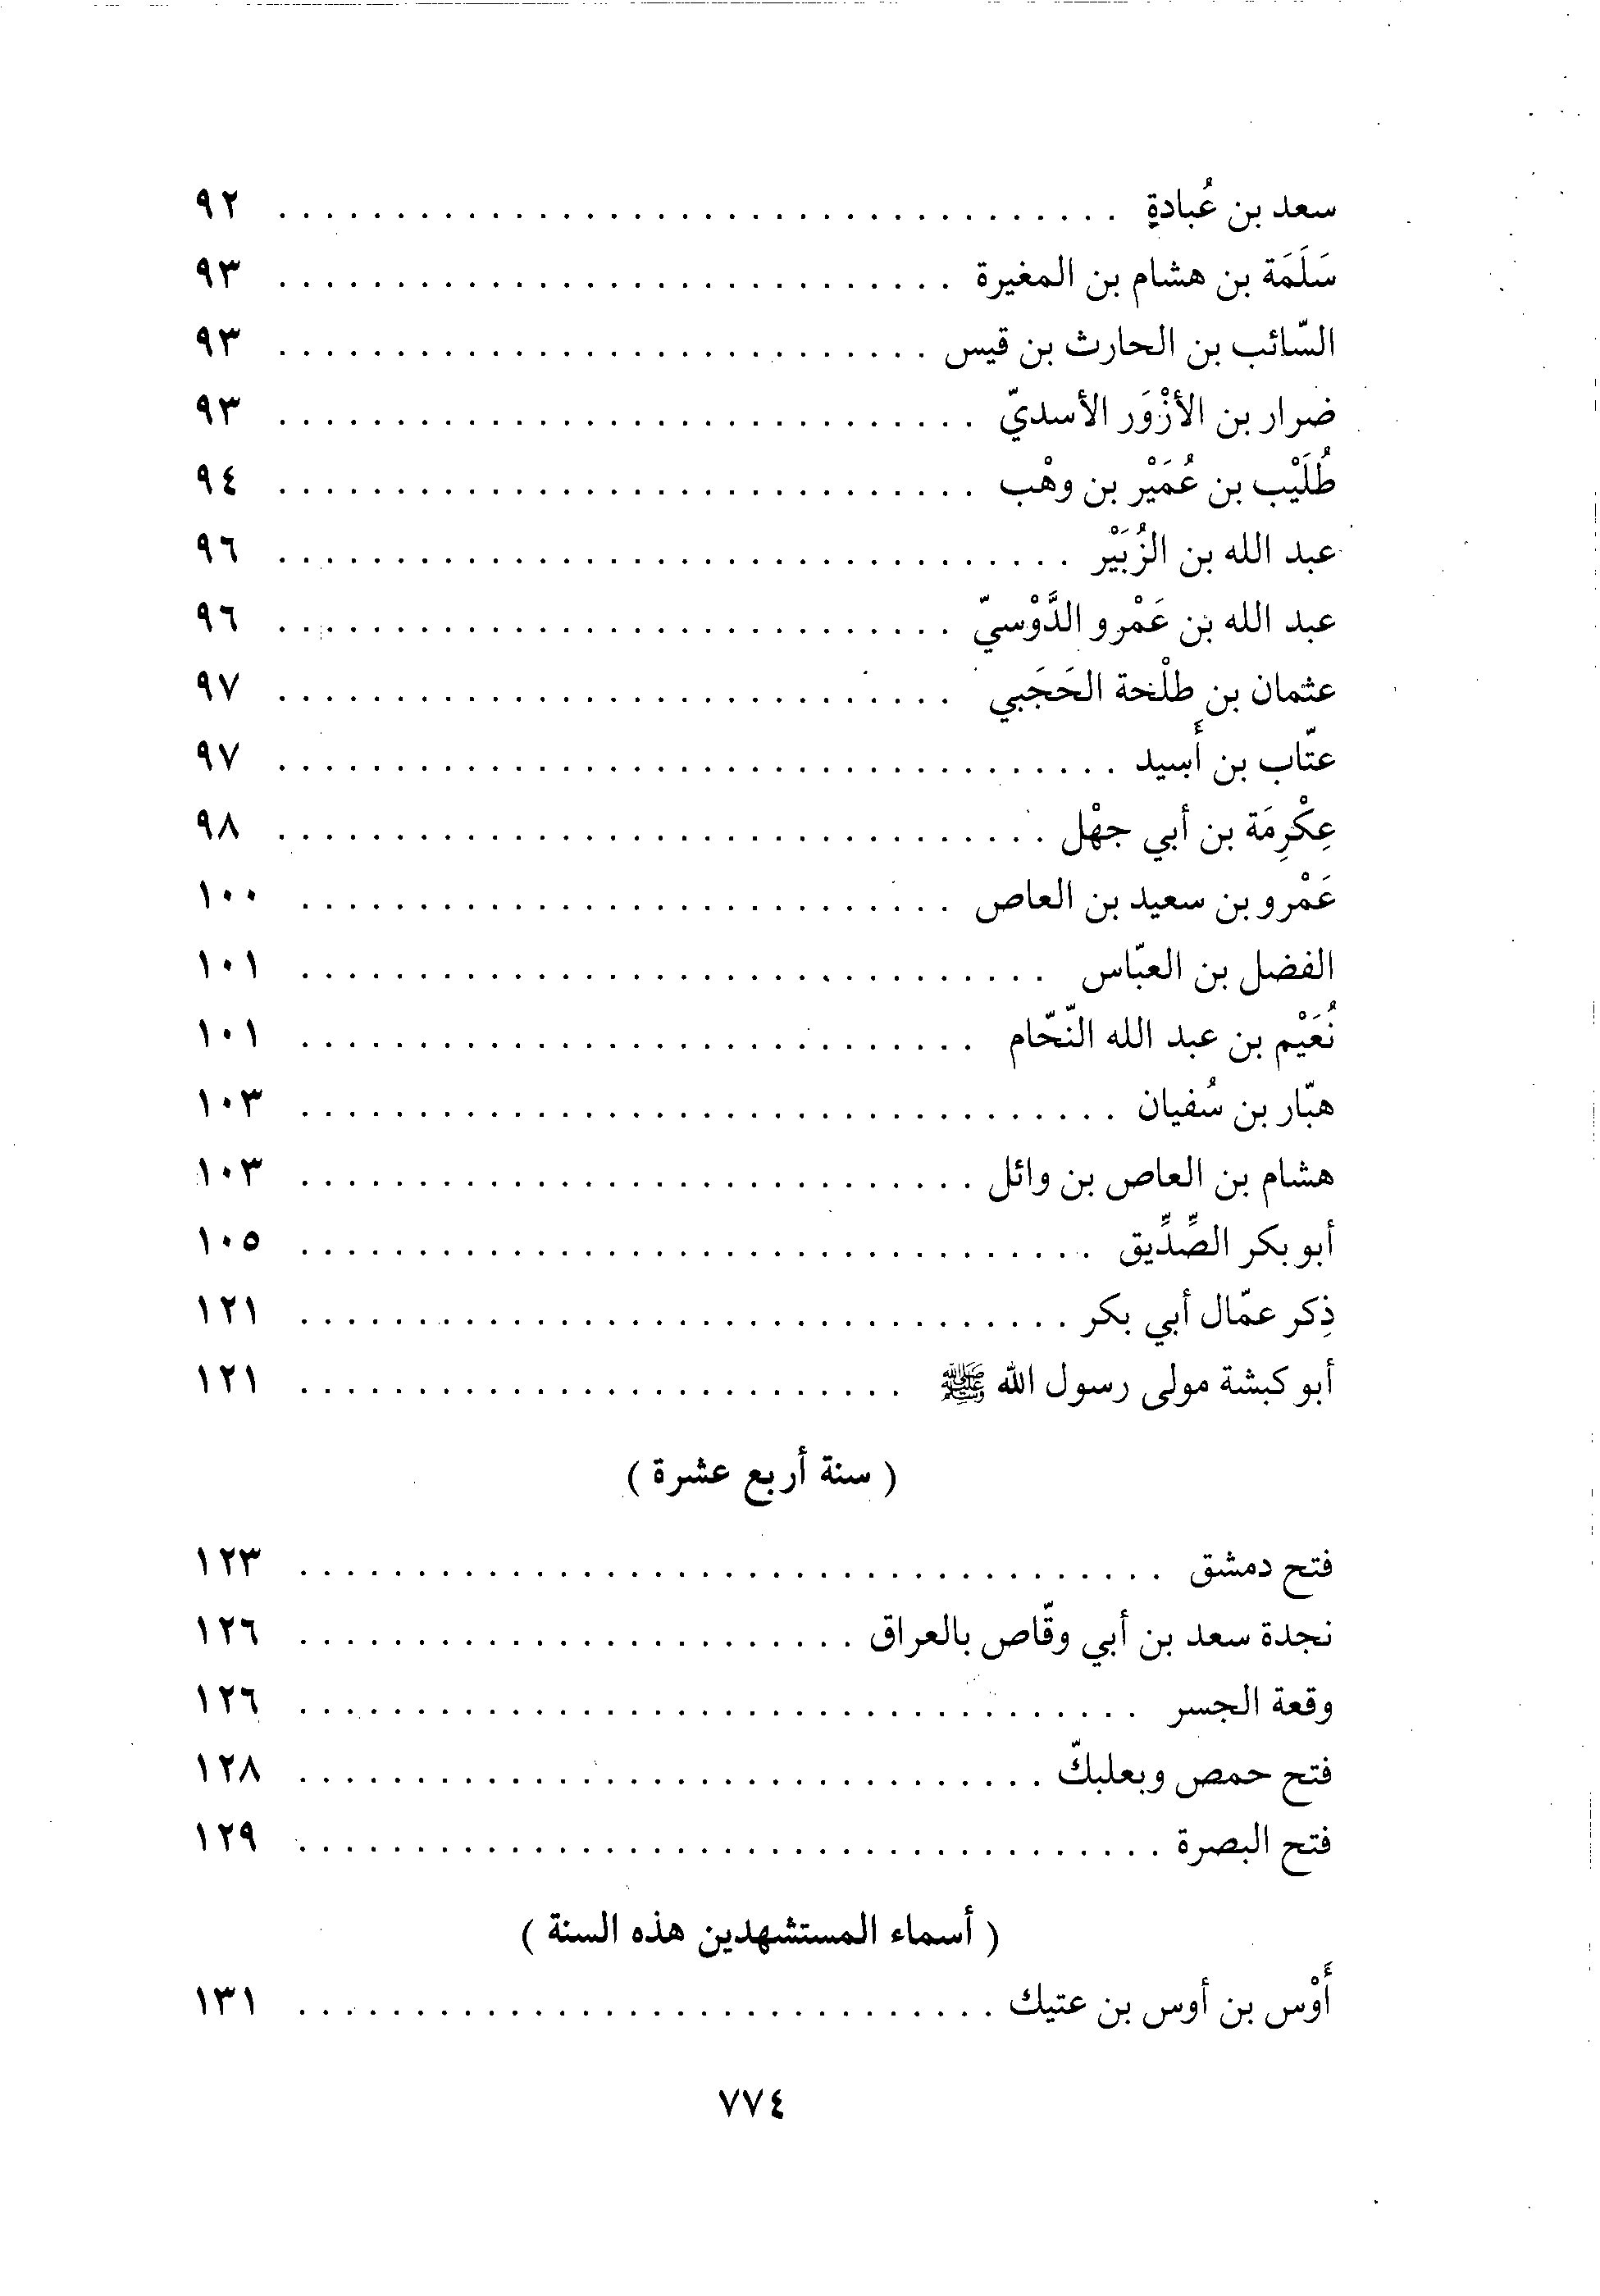 سعد بن عُبادةٍ . . . . . . . . . . . . . . . . . . . . ٩٢
سَلَمَة بن هشام بن المغيرة . . . . . . . . . . . . . . . . . . . . ٩٣
السّائب بن الحارث بن قيس . . . . . . . . . . . . . . . . . . . . ٩٣
ضرار بن الأزْوَر الأسديّ . . . . . . . . . . . . . . . . . . . . ٩٣
طُلَيْب بن عُمَيْر بن وهْب . . . . . . . . . . . . . . . . . . . . ٩٤
عبد الله بن الزُبَيْر . . . . . . . . . . . . . . . . . . . . ٩٦
عبد الله بن عَمْرو الدَّوْسيّ . . . . . . . . . . . . . . . . . . . . ٩٦
عثمان بن طلْحة الحَجَبي . . . . . . . . . . . . . . . . . . . . ٩٧
عتّاب بن أَسيد . . . . . . . . . . . . . . . . . . . . ٩٧
عِكْرِمَة بن أبي جهْل . . . . . . . . . . . . . . . . . . . . ٩٨
عَمْرو بن سعيد بن العاص . . . . . . . . . . . . . . . . . . . . ١٠٠
الفضل بن العبّاس . . . . . . . . . . . . . . . . . . . . ١٠١
نُعَيْم بن عبد الله النّحّام . . . . . . . . . . . . . . . . . . . . ١٠١
هبّار بن سُفيان . . . . . . . . . . . . . . . . . . . . ١٠٣
هشام بن العاص بن وائل . . . . . . . . . . . . . . . . . . . . ١٠٣
أبو بكر الصِّدِّيق . . . . . . . . . . . . . . . . . . . . ١٠٥
ذِكر عمّال أبي بكر . . . . . . . . . . . . . . . . . . . . ١٢١
أبو كبشة مولى رسول الله ﷺ . . . . . . . . . . . . . . . . . . . . ١٢١
( سنة أربع عشرة )
فتح دمشق . . . . . . . . . . . . . . . . . . . . ١٢٣
نجدة سعد بن أبي وقّاص بالعراق . . . . . . . . . . . . . . . . . . . . ١٢٦
وقعة الجسر . . . . . . . . . . . . . . . . . . . . ١٢٦
فتح حمص وبعلبكّ . . . . . . . . . . . . . . . . . . . . ١٢٨
فتح البصرة . . . . . . . . . . . . . . . . . . . . ١٢٩
( أسماء المستشهدين هذه السنة )
أَوْس بن أوس بن عتيك . . . . . . . . . . . . . . . . . . . . ١٣١
٧٧٤